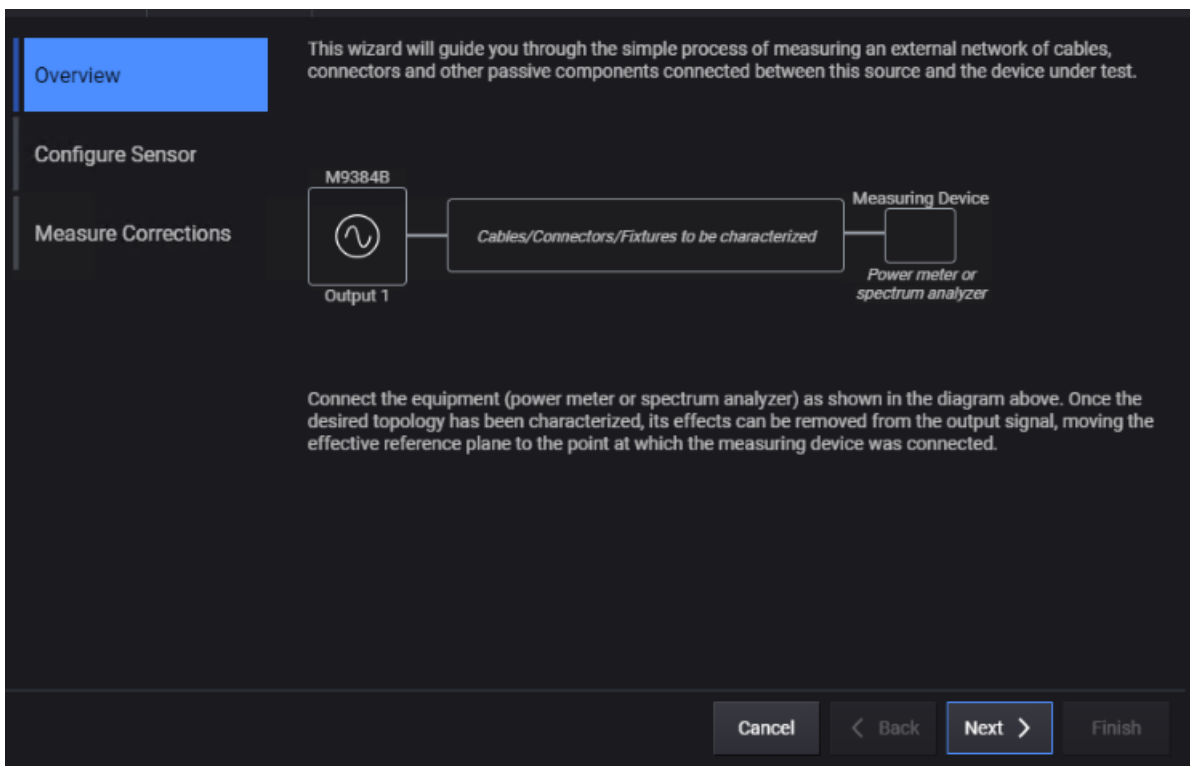 Overview
Configure Sensor
Measure Corrections
This wizard will guide you through the simple process of measuring an external network of cables,
connectors and other passive components connected between this source and the device under test.
M9384B
Output 1
Cables/Connectors/Fixtures to be characterized
Measuring Device
Power meter or
spectrum analyzer
Connect the equipment (power meter or spectrum analyzer) as shown in the diagram above. Once the
desired topology has been characterized, its effects can be removed from the output signal, moving the
effective reference plane to the point at which the measuring device was connected.
Cancel
Back
Next
Finish